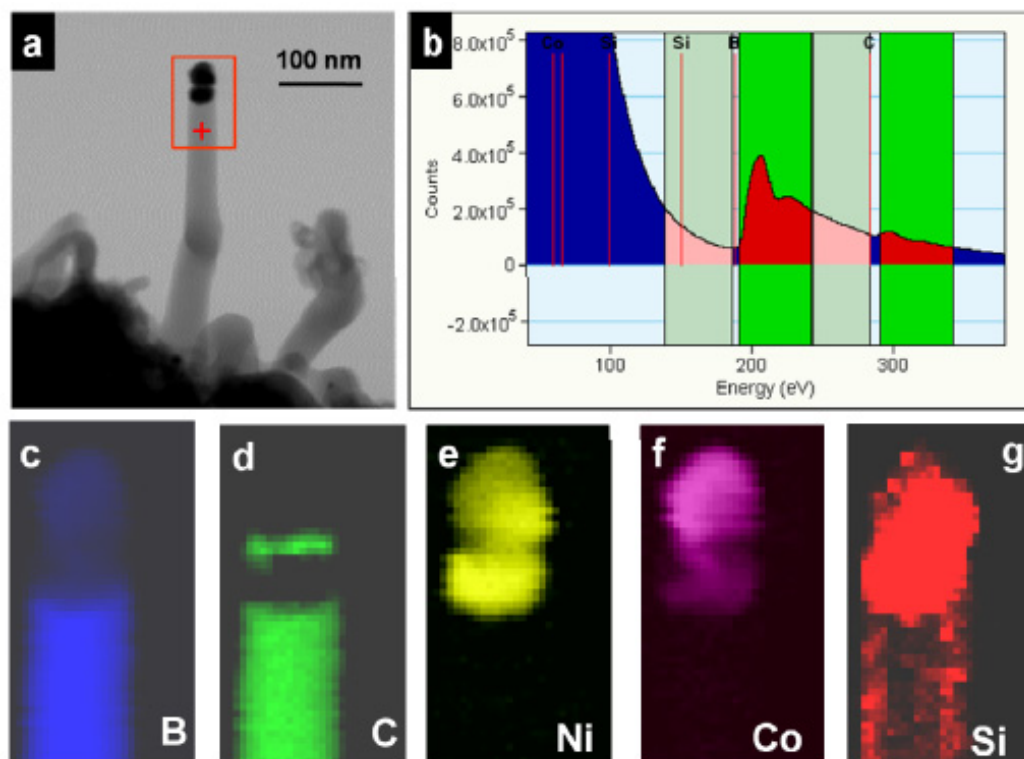 a
100 nm
b
Co Si Si B C
8.0x10⁵
6.0x10⁵
4.0x10⁵
2.0x10⁵
0
-2.0x10⁵
Counts
100 200 300
Energy (eV)
c
B
d
C
e
Ni
f
Co
g
Si